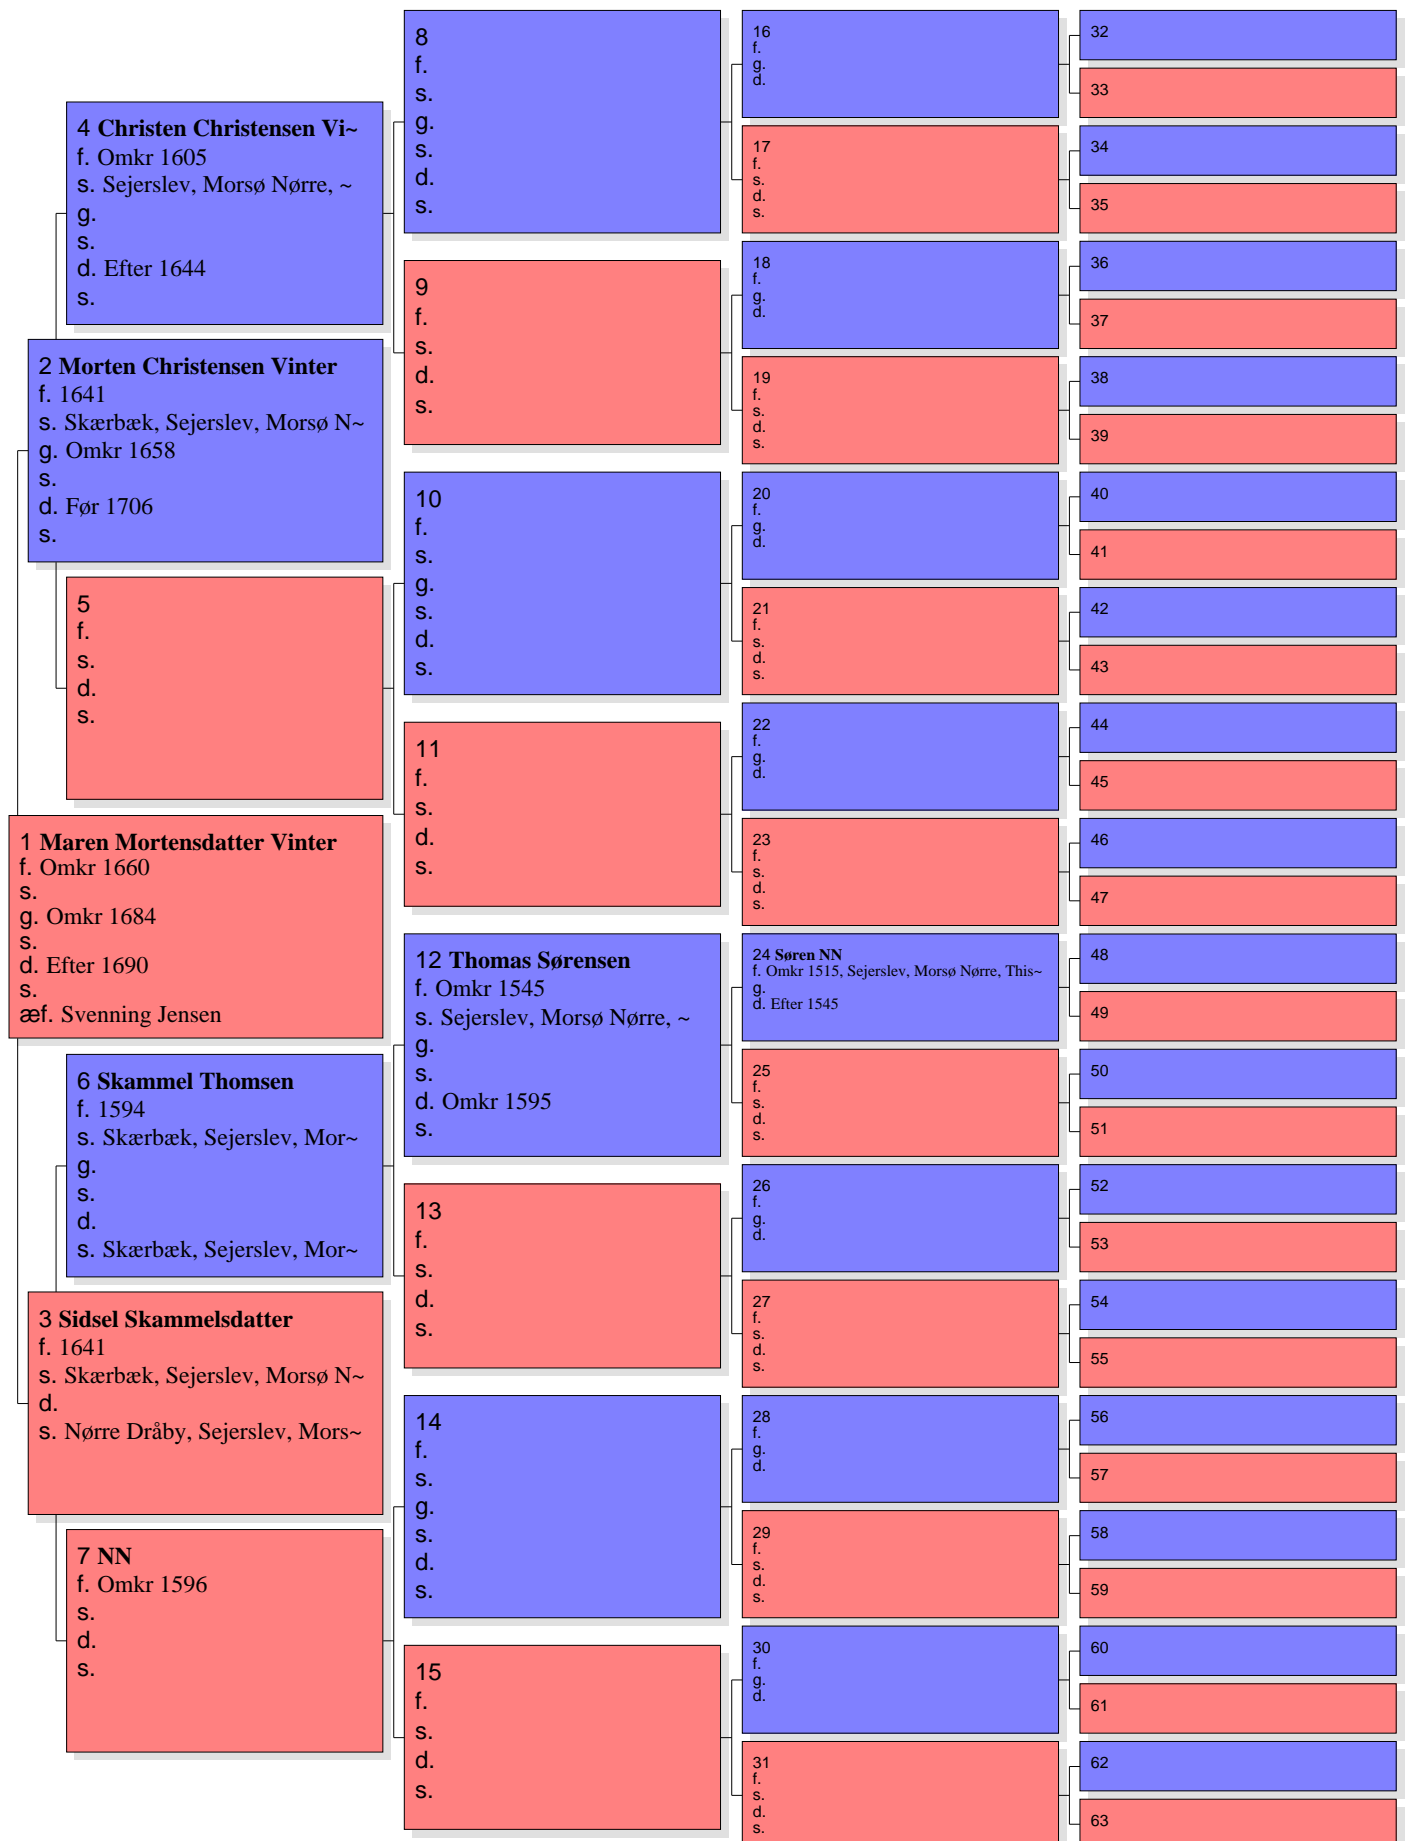 4 Christen Christensen Vi~
f. Omkr 1605
s. Sejerslev, Morsø Nørre, ~
g.
s.
d. Efter 1644
s.
2 Morten Christensen Vinter
f. 1641
s. Skærbæk, Sejerslev, Morsø N~
g. Omkr 1658
s.
d. Før 1706
s.
5
f.
s.
d.
s.
1 Maren Mortensdatter Vinter
f. Omkr 1660
s.
g. Omkr 1684
s.
d. Efter 1690
s.
æf. Svenning Jensen
6 Skammel Thomsen
f. 1594
s. Skærbæk, Sejerslev, Mor~
g.
s.
d.
s. Skærbæk, Sejerslev, Mor~
3 Sidsel Skammelsdatter
f. 1641
s. Skærbæk, Sejerslev, Morsø N~
d.
s. Nørre Dråby, Sejerslev, Mors~
7 NN
f. Omkr 1596
s.
d.
s.
8
f.
s.
g.
s.
d.
s.
9
f.
s.
d.
s.
10
f.
s.
g.
s.
d.
s.
11
f.
s.
d.
s.
12 Thomas Sørensen
f. Omkr 1545
s. Sejerslev, Morsø Nørre, ~
g.
s.
d. Omkr 1595
s.
13
f.
s.
d.
s.
14
f.
s.
g.
s.
d.
s.
15
f.
s.
d.
s.
16
f.
g.
d.
17
f.
s.
d.
s.
18
f.
g.
d.
19
f.
s.
d.
s.
20
f.
g.
d.
21
f.
s.
d.
s.
22
f.
g.
d.
23
f.
s.
d.
s.
24 Søren NN
f. Omkr 1515, Sejerslev, Morsø Nørre, This~
g.
d. Efter 1545
25
f.
s.
d.
s.
26
f.
g.
d.
27
f.
s.
d.
s.
28
f.
g.
d.
29
f.
s.
d.
s.
30
f.
g.
d.
31
f.
s.
d.
s.
32
33
34
35
36
37
38
39
40
41
42
43
44
45
46
47
48
49
50
51
52
53
54
55
56
57
58
59
60
61
62
63